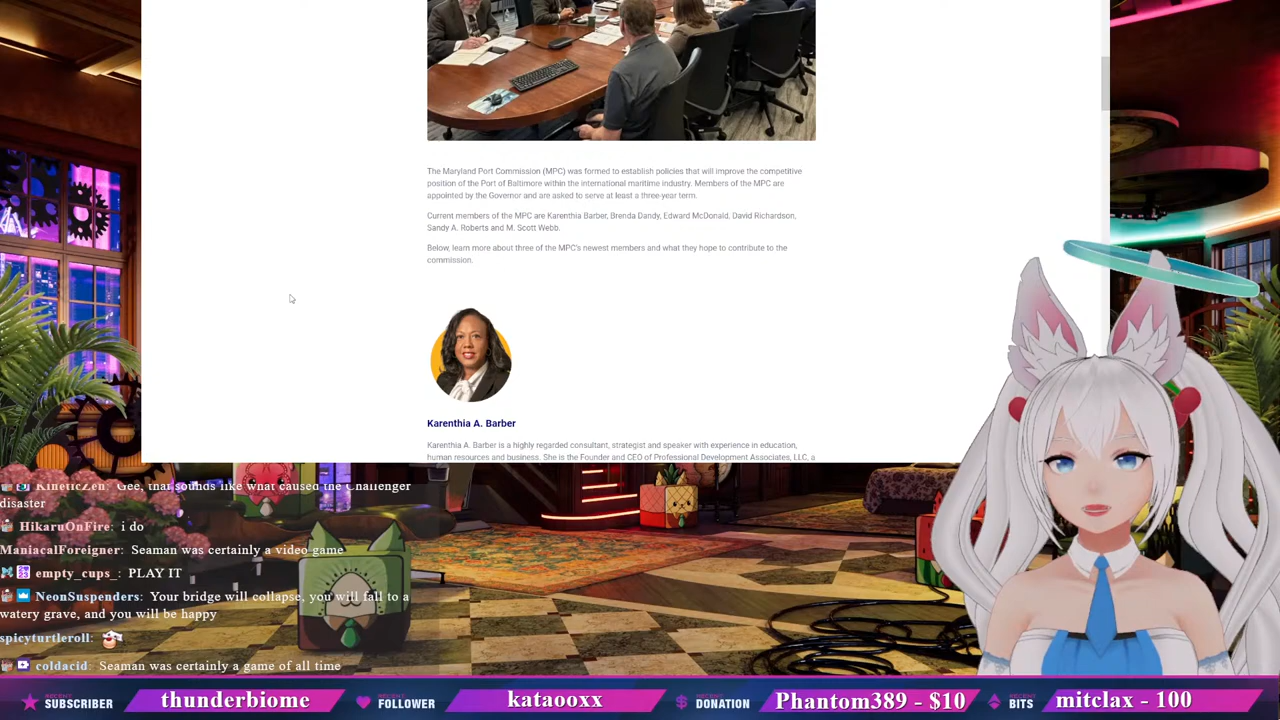 The Maryland Port Commission (MPC) was formed to establish policies that will improve the competitive
position of the Port of Baltimore within the international maritime industry. Members of the MPC are
appointed by the Governor and are asked to serve at least a three-year term.
Current members of the MPC are Karenthia Barber, Brenda Dandy, Edward McDonald, David Richardson,
Sandy A. Roberts and M. Scott Webb.
Below, learn more about three of the MPC's newest members and what they hope to contribute to the
commission.
Karenthia A. Barber
Karenthia A. Barber is a highly regarded consultant, strategist and speaker with experience in education,
human resources and business. She is the Founder and CEO of Professional Development Associates, LLC, a
KineticZen: Gee, that sounds like what caused the Challenger
disaster
HikaruOnFire: i do
ManiacalForeigner: Seaman was certainly a video game
empty_cups_: PLAY IT
NeonSuspenders: Your bridge will collapse, you will fall to a
watery grave, and you will be happy
spicyturtleroll:
coldacid: Seaman was certainly a game of all time
RECENT SUBSCRIBER thunderbiome RECENT FOLLOWER kataooxx RECENT DONATION Phantom389 - $10 RECENT BITS mitclax - 100